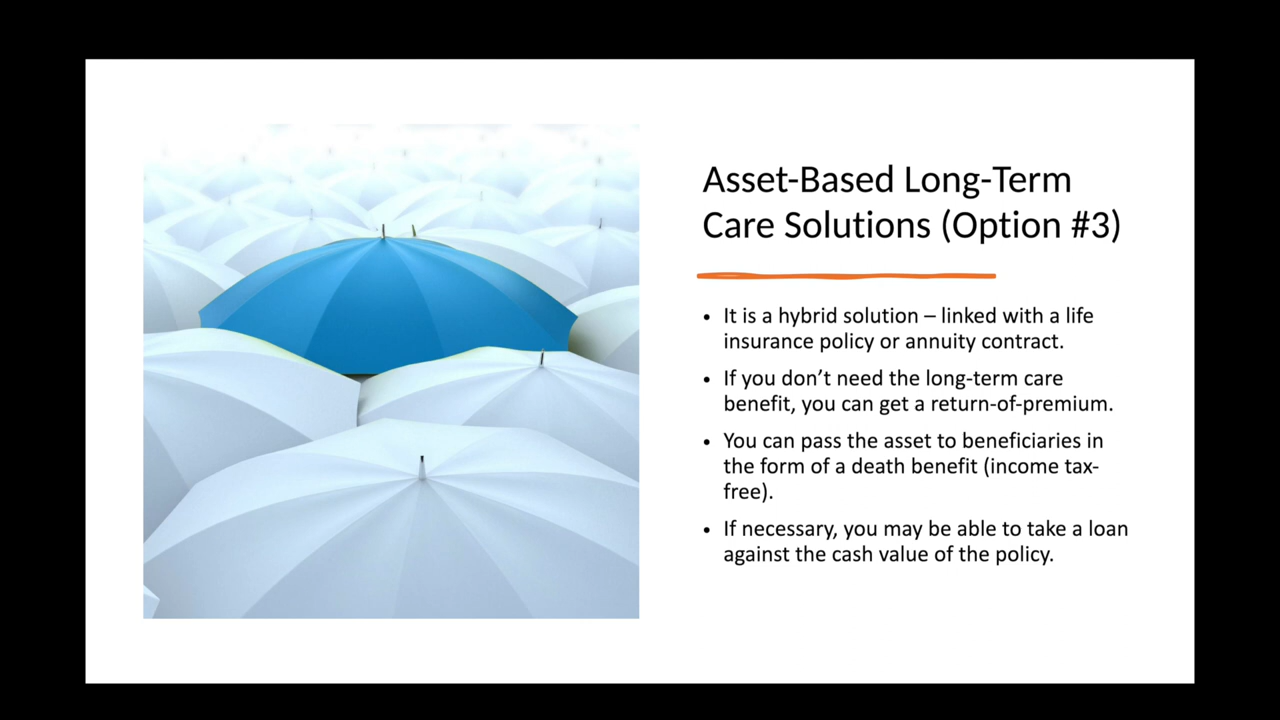 Asset-Based Long-Term
Care Solutions (Option #3)
• It is a hybrid solution – linked with a life
insurance policy or annuity contract.
• If you don’t need the long-term care
benefit, you can get a return-of-premium.
• You can pass the asset to beneficiaries in
the form of a death benefit (income tax-
free).
• If necessary, you may be able to take a loan
against the cash value of the policy.